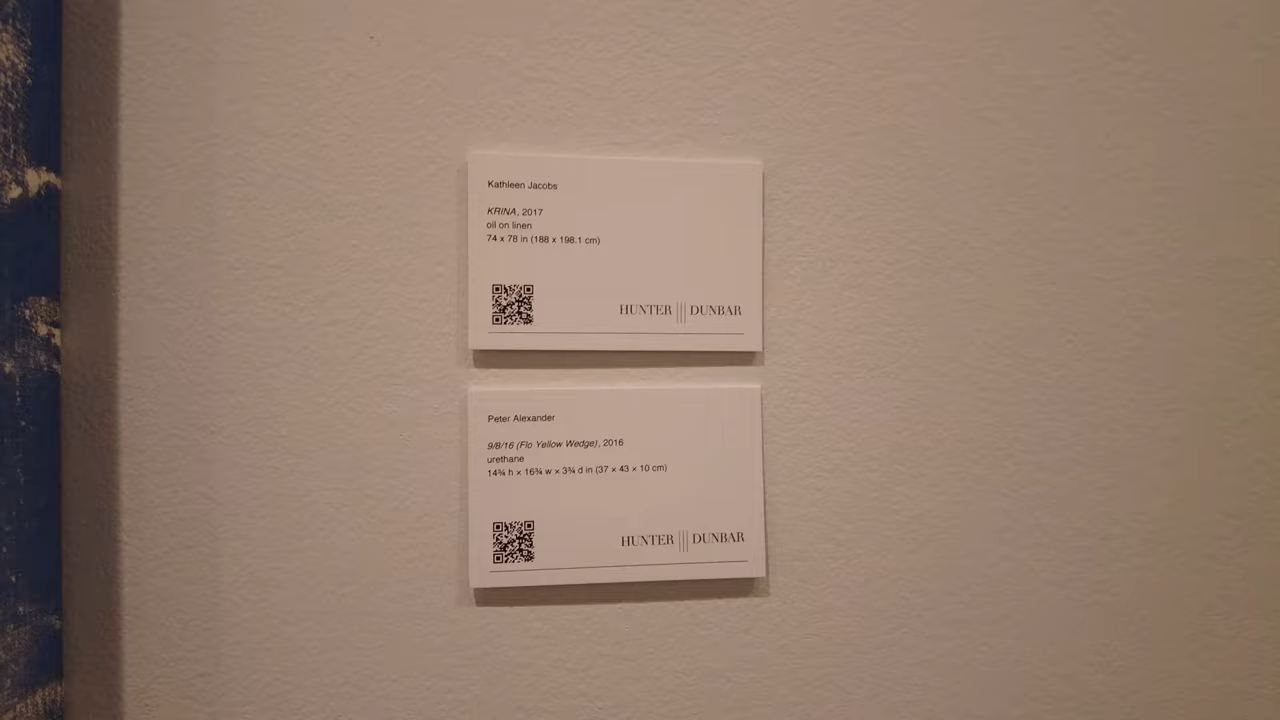 Kathleen Jacobs
KRINA, 2017
oil on linen
74 x 78 in (188 x 198.1 cm)
HUNTER ||| DUNBAR
Peter Alexander
9/8/16 (Flo Yellow Wedge), 2016
urethane
14¾ h × 16¾ w × 3¾ d in (37 × 43 × 10 cm)
HUNTER ||| DUNBAR